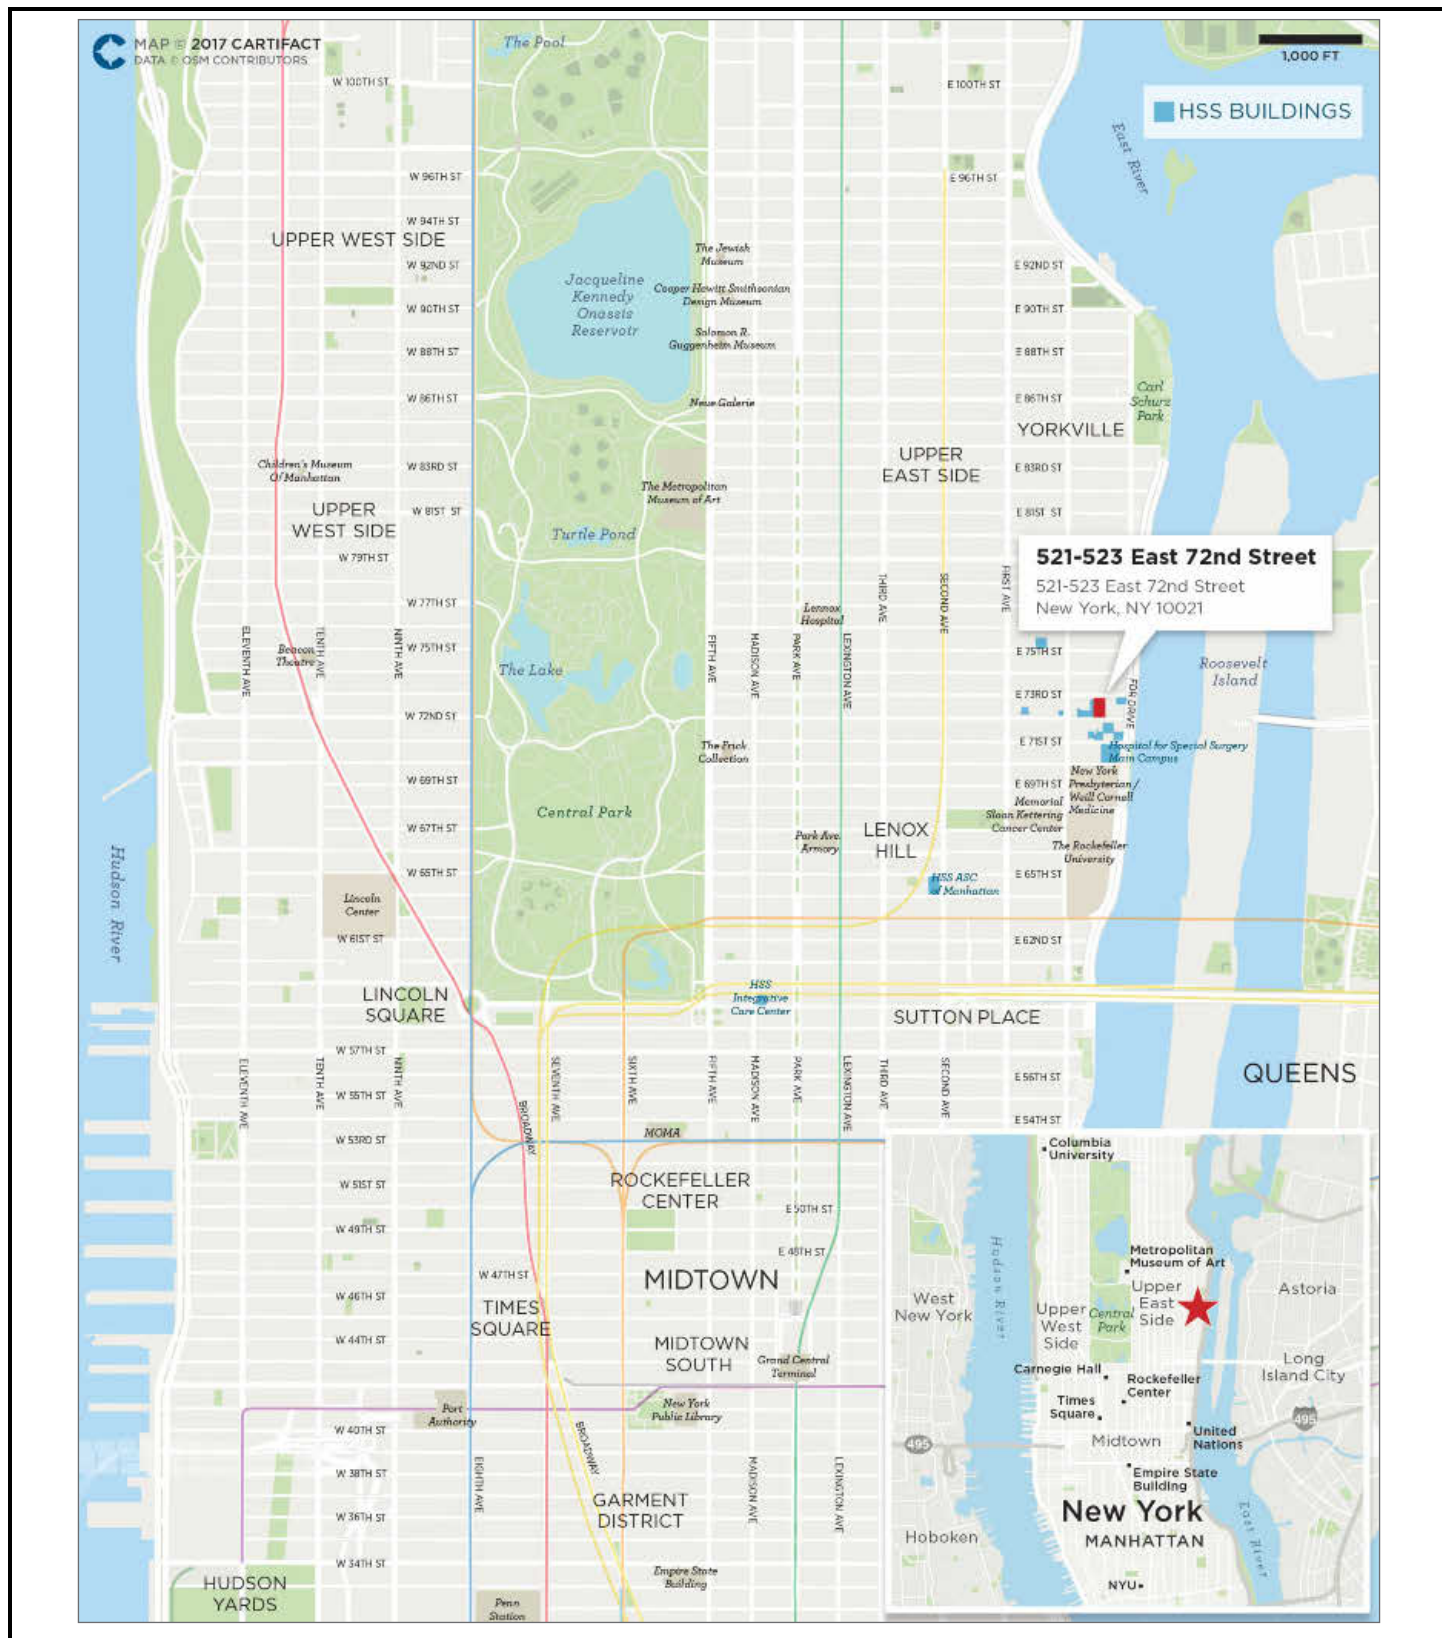 MAP © 2017 CARTIFACT
DATA © OSM CONTRIBUTORS
The Pool
1,000 FT
W 100TH ST
E 100TH ST
HSS BUILDINGS
East River
W 96TH ST
E 96TH ST
W 94TH ST
UPPER WEST SIDE
The Jewish
Museum
W 92ND ST
E 92ND ST
Jacqueline
Kennedy
Onassis
Reservoir
Cooper Hewitt Smithsonian
Design Museum
W 90TH ST
E 90TH ST
Solomon R.
Guggenheim Museum
W 88TH ST
E 88TH ST
W 86TH ST
Neue Galerie
E 86TH ST
Carl
Schurz
Park
YORKVILLE
UPPER
EAST SIDE
Children's Museum
Of Manhattan
W 83RD ST
E 83RD ST
The Metropolitan
Museum of Art
UPPER
WEST SIDE
W 81ST ST
E 81ST ST
Turtle Pond
W 79TH ST
521-523 East 72nd Street
521-523 East 72nd Street
New York, NY 10021
THIRD AVE
SECOND AVE
FIRST AVE
W 77TH ST
Lennox
Hospital
ELEVENTH AVE
TENTH AVE
NINTH AVE
Beacon
Theatre
W 75TH ST
E 75TH ST
FIFTH AVE
MADISON AVE
PARK AVE
LEXINGTON AVE
The Lake
Roosevelt
Island
E 73RD ST
FDR DRIVE
W 72ND ST
E 71ST ST
The Frick
Collection
Hospital for Special Surgery
Main Campus
W 69TH ST
E 69TH ST
New York
Presbyterian/
Weill Cornell
Medicine
Memorial
Sloan Kettering
Cancer Center
Central Park
W 67TH ST
Park Ave.
Armory
LENOX
HILL
The Rockefeller
University
Hudson River
W 65TH ST
E 65TH ST
HSS ASC
of Manhattan
Lincoln
Center
W 61ST ST
E 62ND ST
LINCOLN
SQUARE
HSS
Integrative
Care Center
SUTTON PLACE
W 57TH ST
QUEENS
E 56TH ST
ELEVENTH AVE
TENTH AVE
NINTH AVE
BROADWAY
SEVENTH AVE
SIXTH AVE
FIFTH AVE
MADISON AVE
PARK AVE
LEXINGTON AVE
THIRD AVE
SECOND AVE
W 55TH ST
E 54TH ST
W 53RD ST
MOMA
ROCKEFELLER
CENTER
W 51ST ST
E 50TH ST
W 49TH ST
E 48TH ST
W 47TH ST
MIDTOWN
W 46TH ST
TIMES
SQUARE
W 44TH ST
MIDTOWN
SOUTH
Grand Central
Terminal
Port
Authority
New York
Public Library
W 40TH ST
BROADWAY
EIGHTH AVE
MADISON AVE
LEXINGTON AVE
W 38TH ST
GARMENT
DISTRICT
W 36TH ST
W 34TH ST
Empire State
Building
HUDSON
YARDS
Penn
Station
Columbia
University
Hudson River
Metropolitan
Museum of Art
West
New York
Upper
East
Side
Astoria
Upper
West
Side
Central
Park
Carnegie Hall
Long
Island City
Rockefeller
Center
Times
Square
495
495
United
Nations
Midtown
Empire State
Building
New York
MANHATTAN
East River
Hoboken
NYU